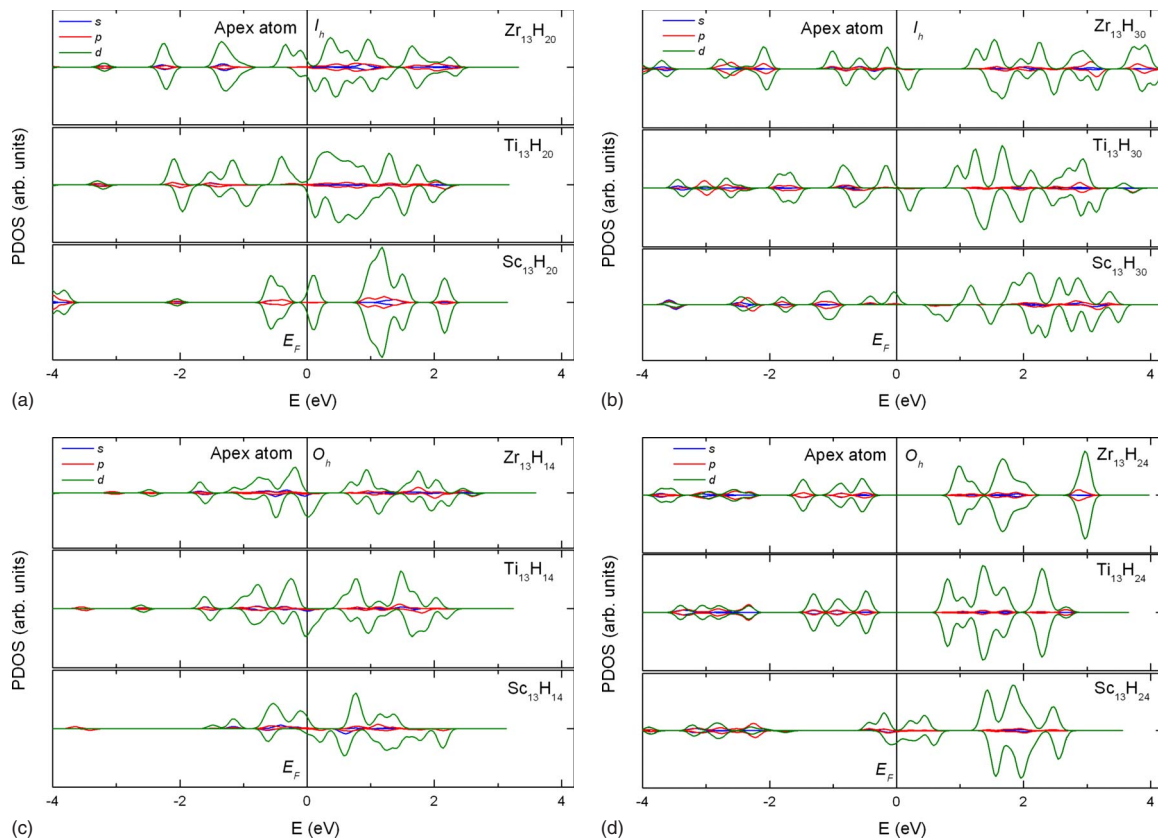 s
p
d
Apex atom I_h
Zr13H20
Ti13H20
Sc13H20
E_F
PDOS (arb. units)
-4 -2 0 2 4
E (eV)
(a)
s
p
d
Apex atom I_h
Zr13H30
Ti13H30
Sc13H30
E_F
PDOS (arb. units)
-4 -2 0 2 4
E (eV)
(b)
s
p
d
Apex atom O_h
Zr13H14
Ti13H14
Sc13H14
E_F
PDOS (arb. units)
-4 -2 0 2 4
E (eV)
(c)
s
p
d
Apex atom O_h
Zr13H24
Ti13H24
Sc13H24
E_F
PDOS (arb. units)
-4 -2 0 2 4
E (eV)
(d)